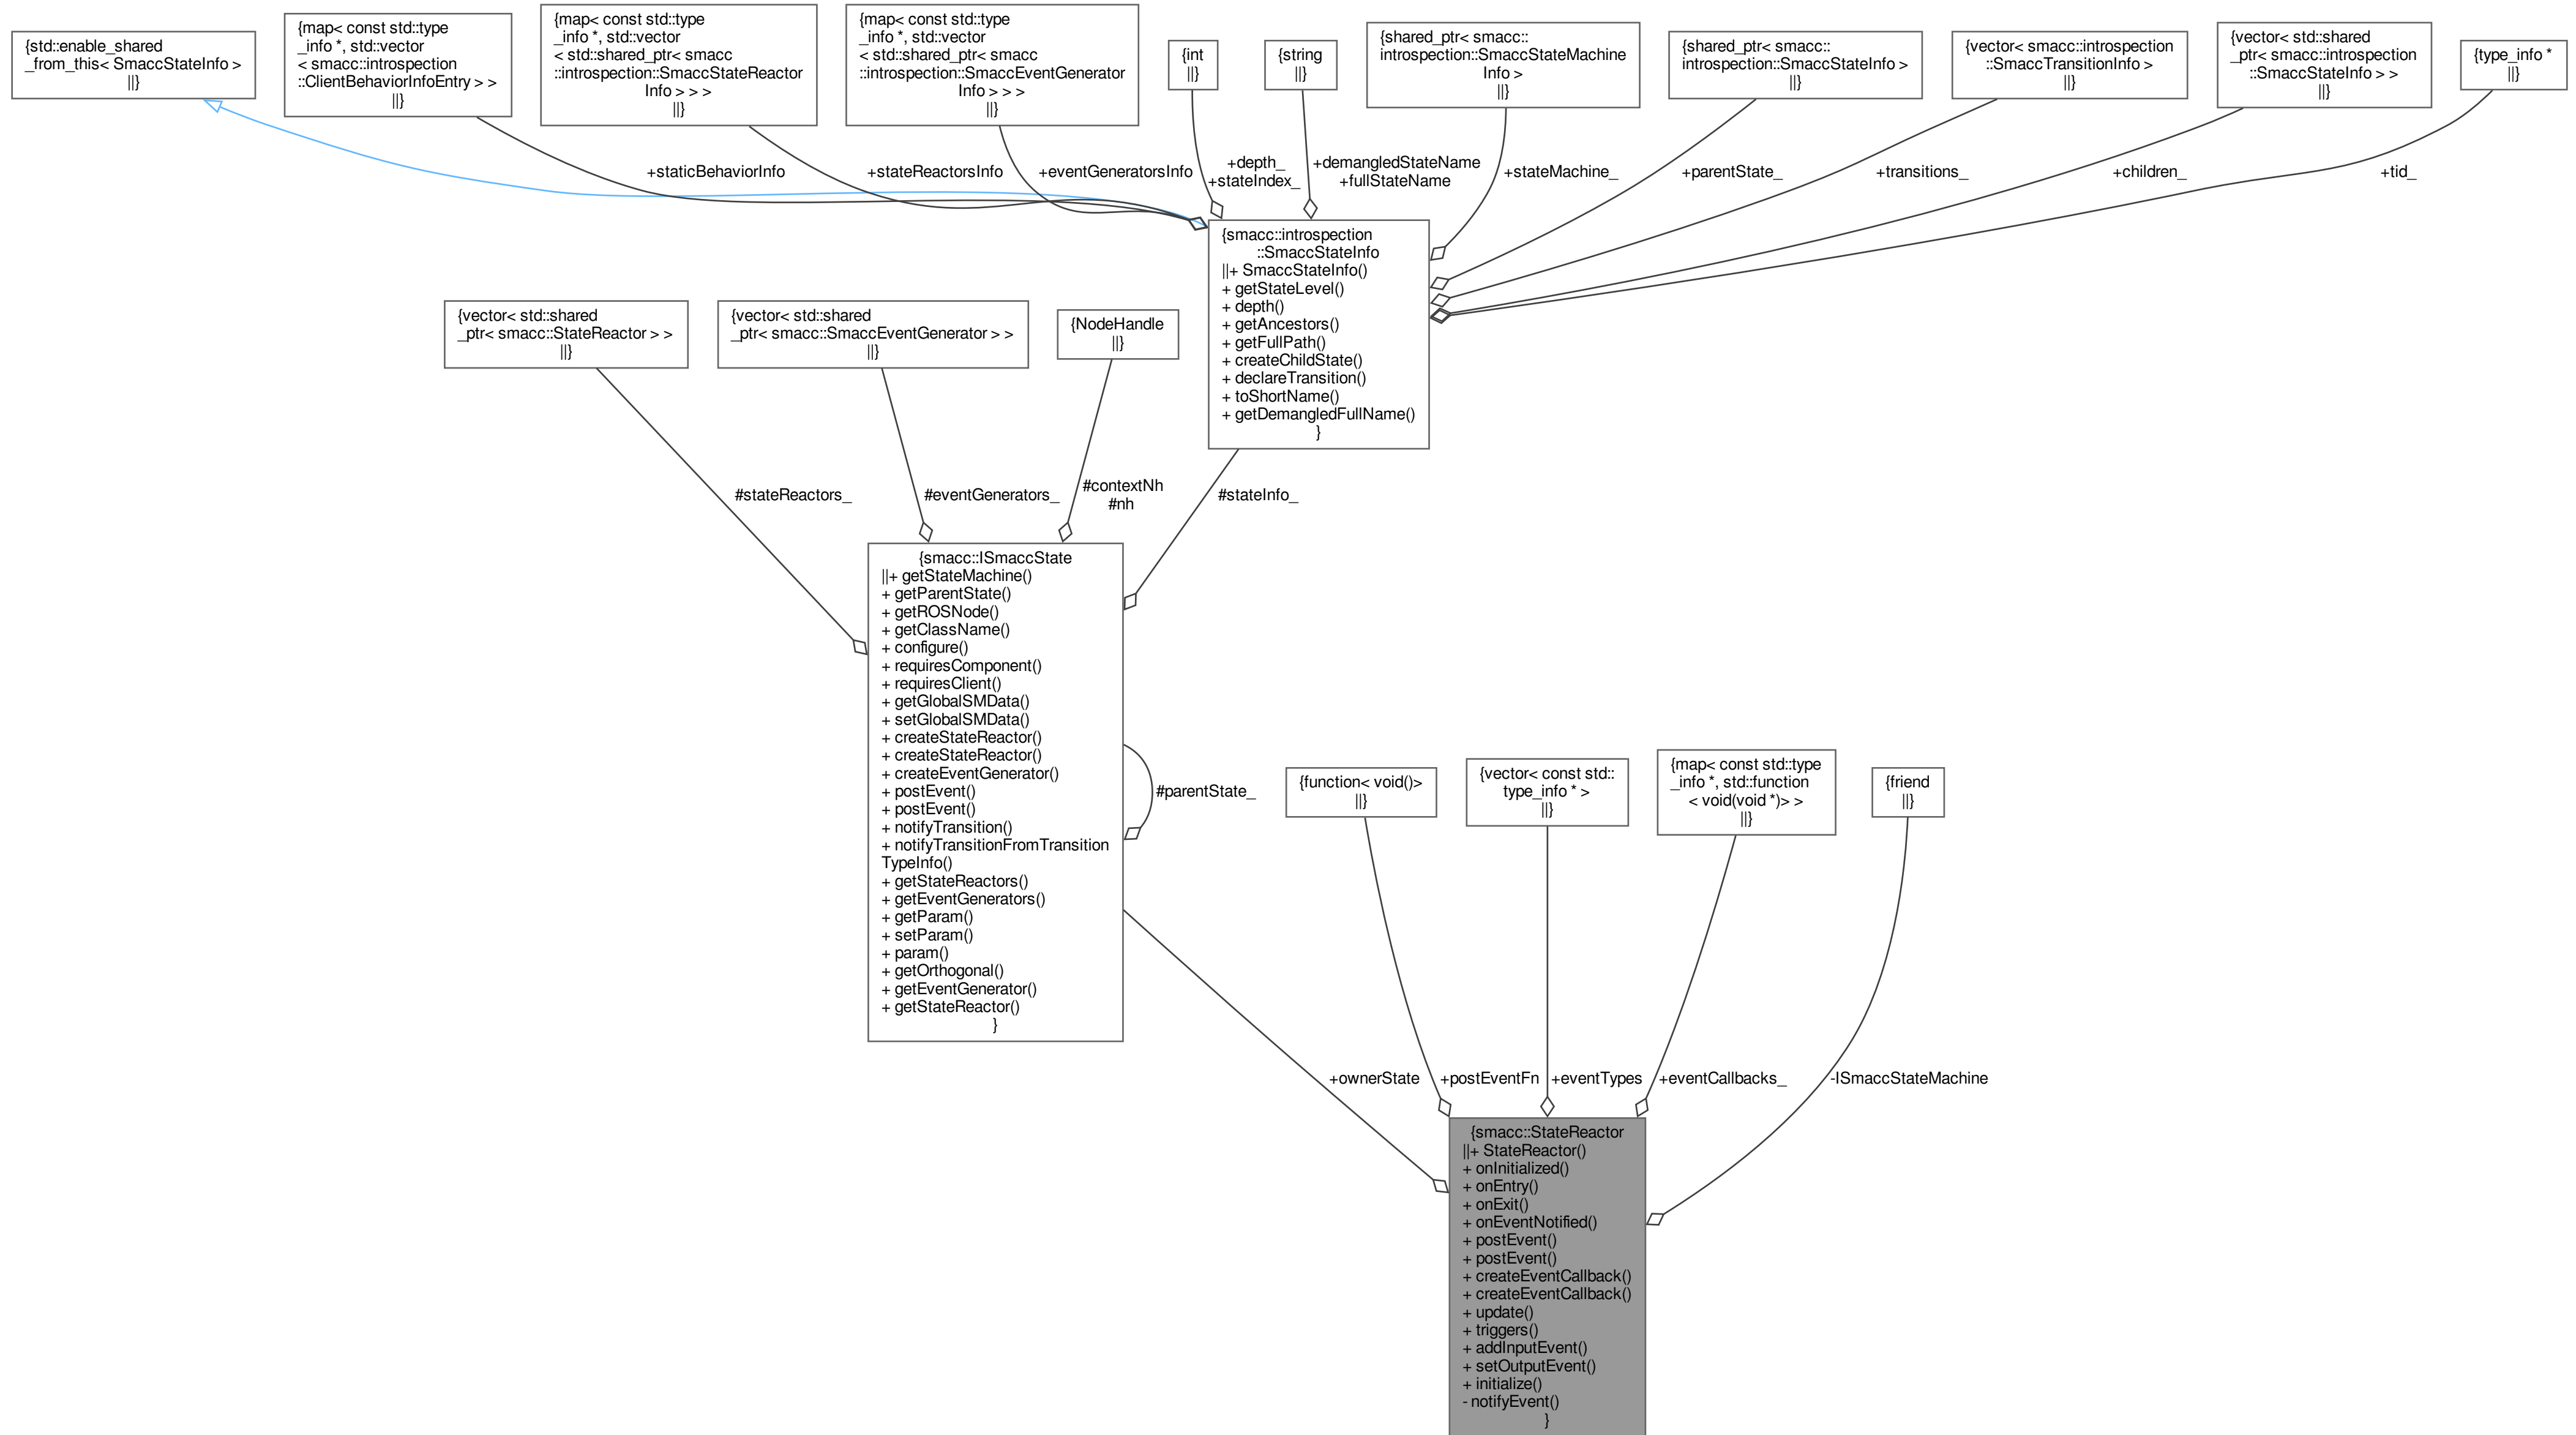 {std::enable_shared
_from_this< SmaccStateInfo >
||}
{map< const std::type
_info *, std::vector
< smacc::introspection
::ClientBehaviorInfoEntry > >
||}
{map< const std::type
_info *, std::vector
< std::shared_ptr< smacc
::introspection::SmaccStateReactor
Info > > >
||}
{map< const std::type
_info *, std::vector
< std::shared_ptr< smacc
::introspection::SmaccEventGenerator
Info > > >
||}
{int
||}
{string
||}
{shared_ptr< smacc::
introspection::SmaccStateMachine
Info >
||}
{shared_ptr< smacc::
introspection::SmaccStateInfo >
||}
{vector< smacc::introspection
::SmaccTransitionInfo >
||}
{vector< std::shared
_ptr< smacc::introspection
::SmaccStateInfo > >
||}
{type_info *
||}
+staticBehaviorInfo
+stateReactorsInfo
+eventGeneratorsInfo
+depth_
+stateIndex_
+demangledStateName
+fullStateName
+stateMachine_
+parentState_
+transitions_
+children_
+tid_
{smacc::introspection
::SmaccStateInfo
||+ SmaccStateInfo()
+ getStateLevel()
+ depth()
+ getAncestors()
+ getFullPath()
+ createChildState()
+ declareTransition()
+ toShortName()
+ getDemangledFullName()
}
{vector< std::shared
_ptr< smacc::StateReactor > >
||}
{vector< std::shared
_ptr< smacc::SmaccEventGenerator > >
||}
{NodeHandle
||}
#stateReactors_
#eventGenerators_
#contextNh
#nh
#stateInfo_
{smacc::ISmaccState
||+ getStateMachine()
+ getParentState()
+ getROSNode()
+ getClassName()
+ configure()
+ requiresComponent()
+ requiresClient()
+ getGlobalSMData()
+ setGlobalSMData()
+ createStateReactor()
+ createStateReactor()
+ createEventGenerator()
+ postEvent()
+ postEvent()
+ notifyTransition()
+ notifyTransitionFromTransition
TypeInfo()
+ getStateReactors()
+ getEventGenerators()
+ getParam()
+ setParam()
+ param()
+ getOrthogonal()
+ getEventGenerator()
+ getStateReactor()
}
#parentState_
{function< void()>
||}
{vector< const std::
type_info * >
||}
{map< const std::type
_info *, std::function
< void(void *)> >
||}
{friend
||}
+ownerState
+postEventFn
+eventTypes
+eventCallbacks_
-ISmaccStateMachine
{smacc::StateReactor
||+ StateReactor()
+ onInitialized()
+ onEntry()
+ onExit()
+ onEventNotified()
+ postEvent()
+ postEvent()
+ createEventCallback()
+ createEventCallback()
+ update()
+ triggers()
+ addInputEvent()
+ setOutputEvent()
+ initialize()
- notifyEvent()
}